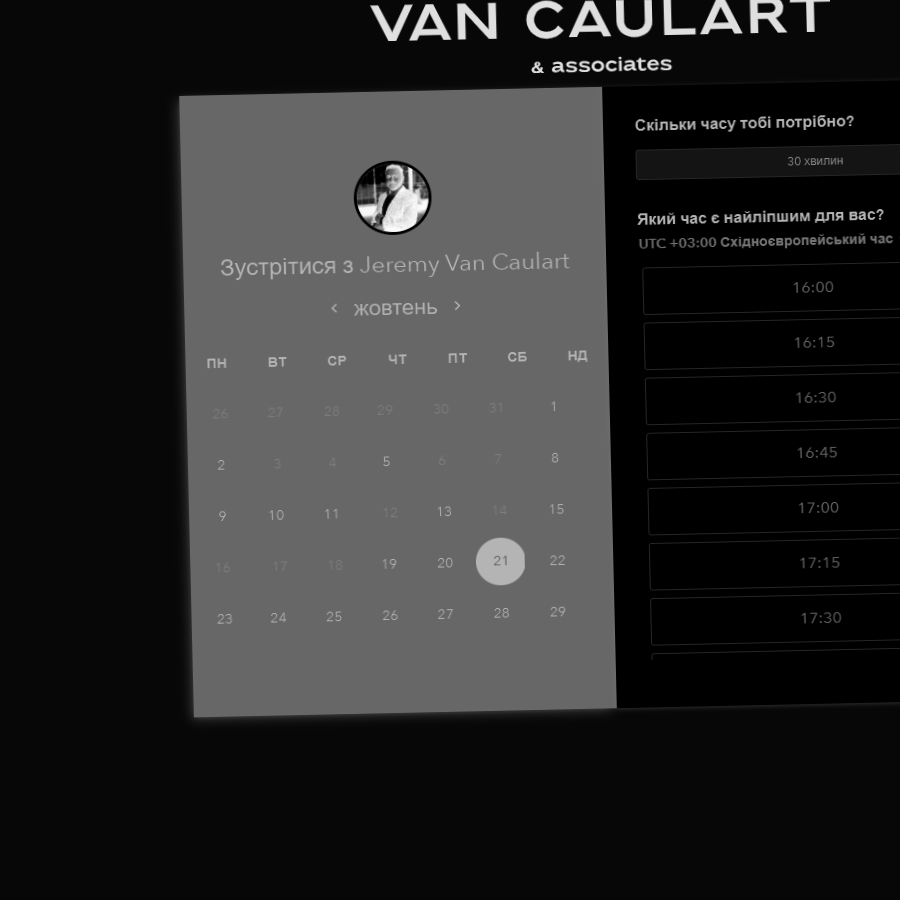 VAN CAULART
& associates
Зустрітися з Jeremy Van Caulart
жовтень
ПН ВТ СР ЧТ ПТ СБ НД
26 27 28 29 30 31 1
2 3 4 5 6 7 8
9 10 11 12 13 14 15
16 17 18 19 20 21 22
23 24 25 26 27 28 29
Скільки часу тобі потрібно?
30 хвилин
Який час є найліпшим для вас?
UTC +03:00 Східноєвропейський час
16:00
16:15
16:30
16:45
17:00
17:15
17:30